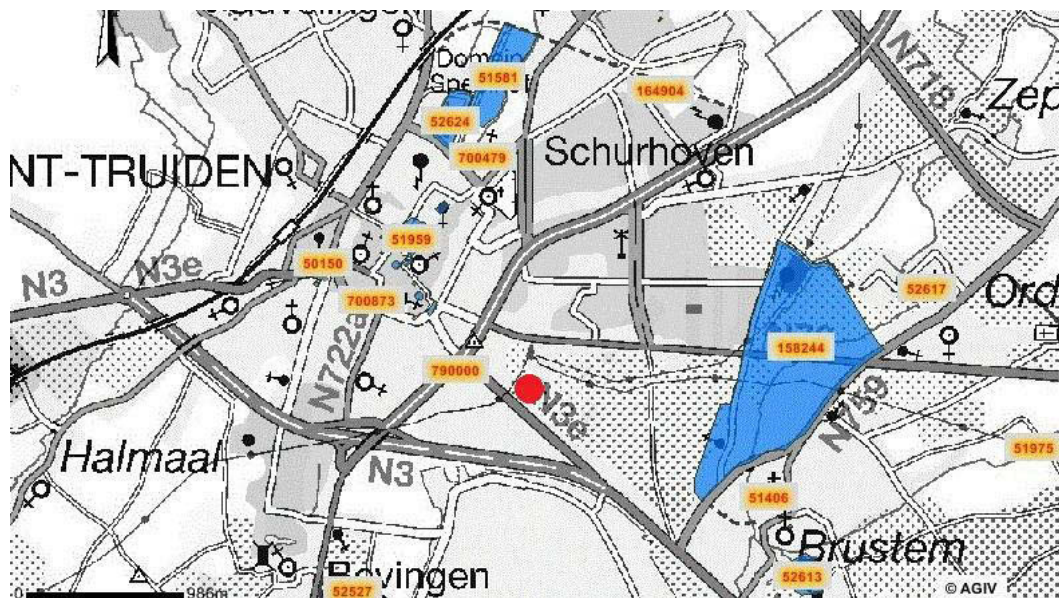 Domein
51581
164904
N718
Zep
52624
700479
Schurhoven
NT-TRUIDEN
51959
50150
N3
N3e
700873
52617
Ord
N722a
158244
790000
N3e
N759
Halmaal
N3
51975
51406
Brustem
52613
52527
0
986m
© AGIV